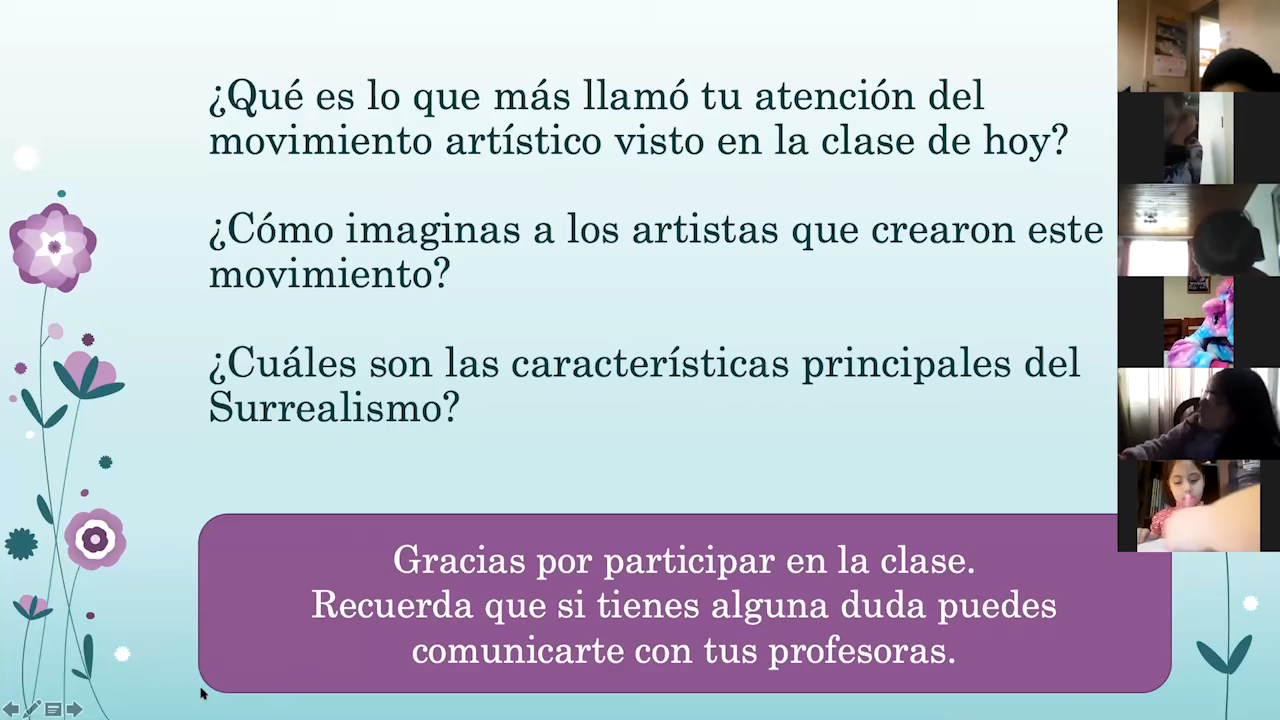 ¿Qué es lo que más llamó tu atención del
movimiento artístico visto en la clase de hoy?
¿Cómo imaginas a los artistas que crearon este
movimiento?
¿Cuáles son las características principales del
Surrealismo?
Gracias por participar en la clase.
Recuerda que si tienes alguna duda puedes
comunicarte con tus profesoras.